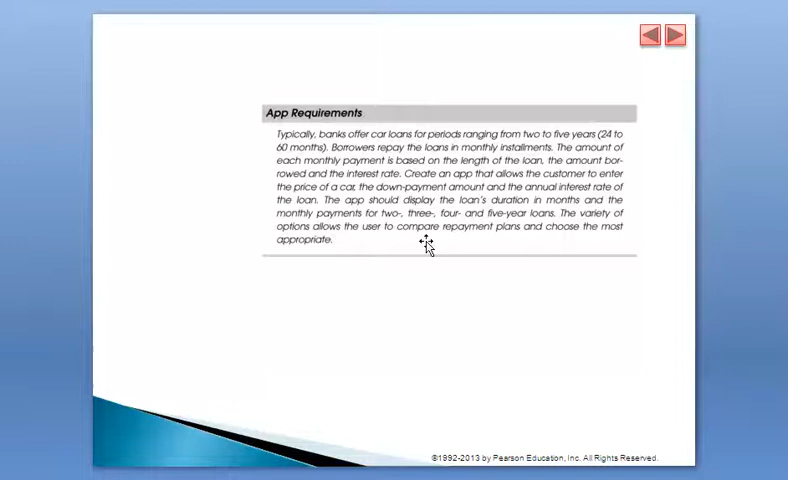 App Requirements
Typically, banks offer car loans for periods ranging from two to five years (24 to
60 months). Borrowers repay the loans in monthly installments. The amount of
each monthly payment is based on the length of the loan, the amount bor-
rowed and the interest rate. Create an app that allows the customer to enter
the price of a car, the down-payment amount and the annual interest rate of
the loan. The app should display the loan's duration in months and the
monthly payments for two-, three-, four- and five-year loans. The variety of
options allows the user to compare repayment plans and choose the most
appropriate.
©1992-2013 by Pearson Education, Inc. All Rights Reserved.